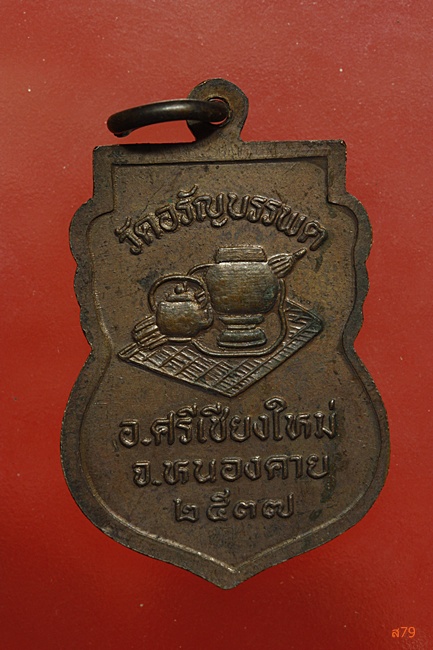 วัดอรัญบรรพต
อ.ศรีเชียงใหม่
จ.หนองคาย
๒๕๓๗
ส79